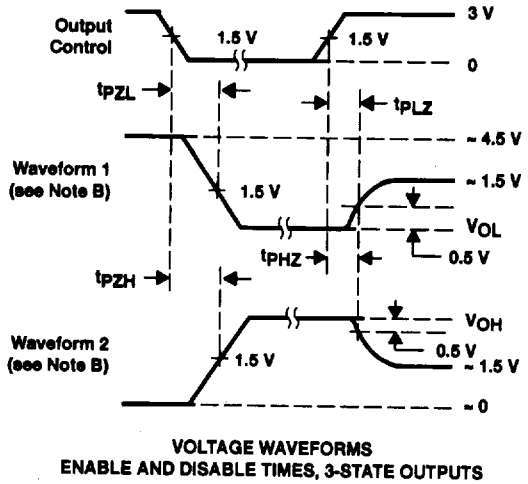 Output
Control
1.5 V
1.5 V
3 V
0
tPZL
tPLZ
≈ 4.5 V
Waveform 1
(see Note B)
1.5 V
≈ 1.5 V
VOL
0.5 V
tPHZ
tPZH
Waveform 2
(see Note B)
1.5 V
VOH
0.5 V
≈ 1.5 V
≈ 0
VOLTAGE WAVEFORMS
ENABLE AND DISABLE TIMES, 3-STATE OUTPUTS